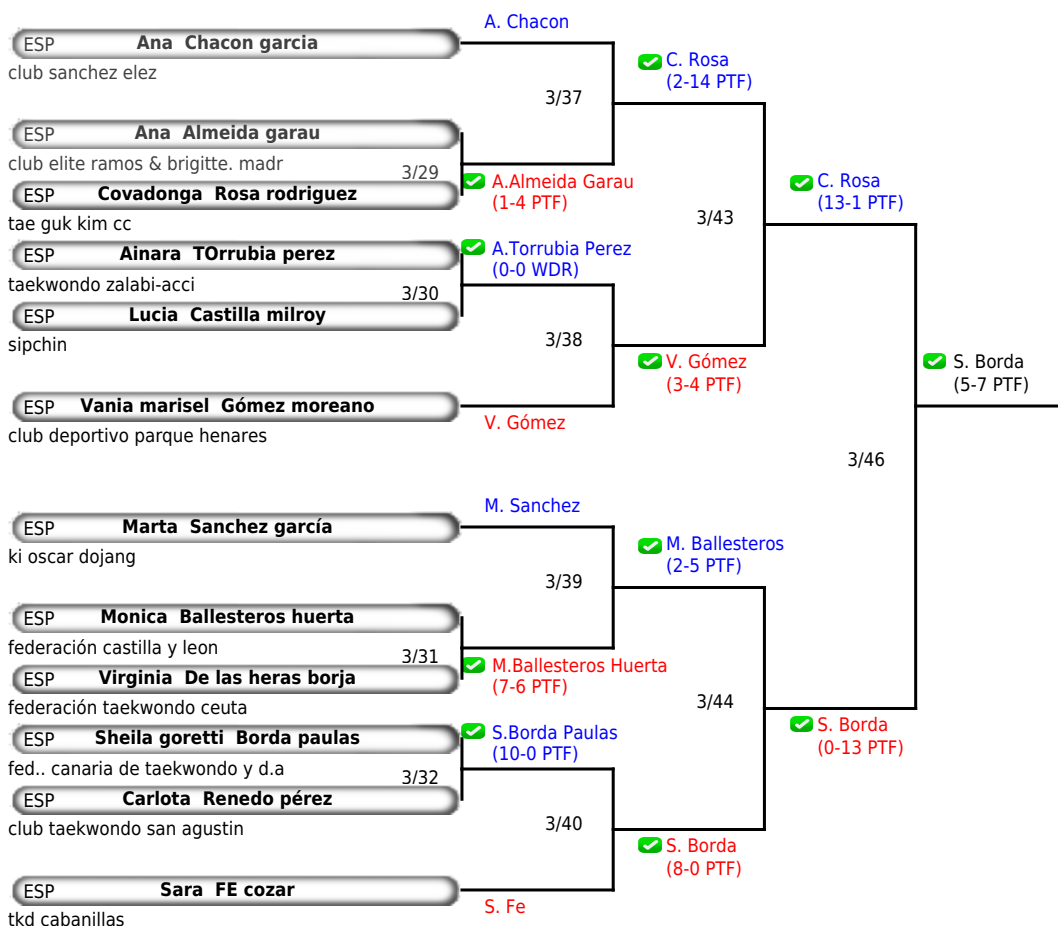 A. Chacon
ESP Ana Chacon garcia
club sanchez elez
C. Rosa
(2-14 PTF)
3/37
ESP Ana Almeida garau
club elite ramos & brigitte. madr
3/29
A.Almeida Garau
(1-4 PTF)
ESP Covadonga Rosa rodriguez
tae guk kim cc
C. Rosa
(13-1 PTF)
3/43
ESP Ainara TOrrubia perez
taekwondo zalabi-acci
A.Torrubia Perez
(0-0 WDR)
3/30
ESP Lucia Castilla milroy
sipchin
3/38
V. Gómez
(3-4 PTF)
S. Borda
(5-7 PTF)
ESP Vania marisel Gómez moreano
club deportivo parque henares
V. Gómez
3/46
M. Sanchez
ESP Marta Sanchez garcía
ki oscar dojang
M. Ballesteros
(2-5 PTF)
3/39
ESP Monica Ballesteros huerta
federación castilla y leon
3/31
M.Ballesteros Huerta
(7-6 PTF)
ESP Virginia De las heras borja
federación taekwondo ceuta
3/44
ESP Sheila goretti Borda paulas
fed.. canaria de taekwondo y d.a
S.Borda Paulas
(10-0 PTF)
S. Borda
(0-13 PTF)
3/32
ESP Carlota Renedo pérez
club taekwondo san agustin
3/40
S. Borda
(8-0 PTF)
ESP Sara FE cozar
tkd cabanillas
S. Fe